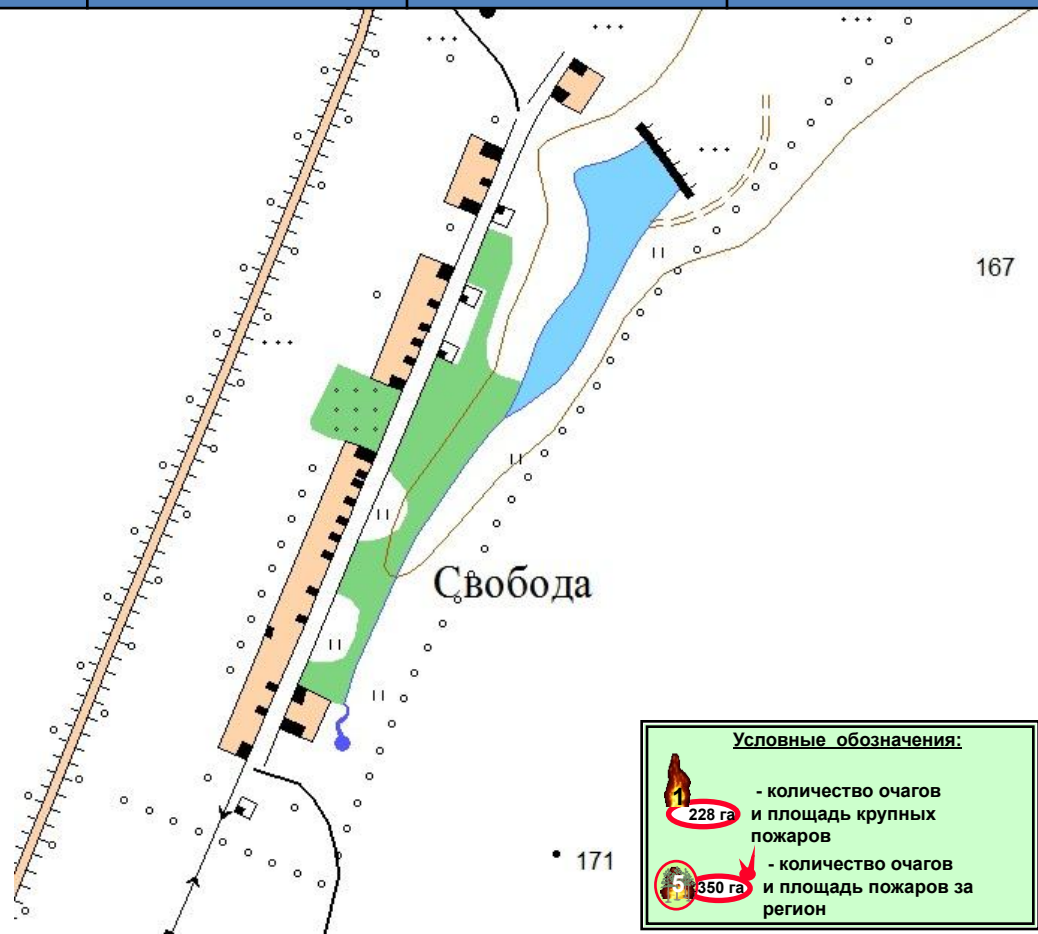 167
Свобода
171
Условные обозначения:
1
- количество очагов
228 га
и площадь крупных
пожаров
- количество очагов
5
350 га
и площадь пожаров за
регион